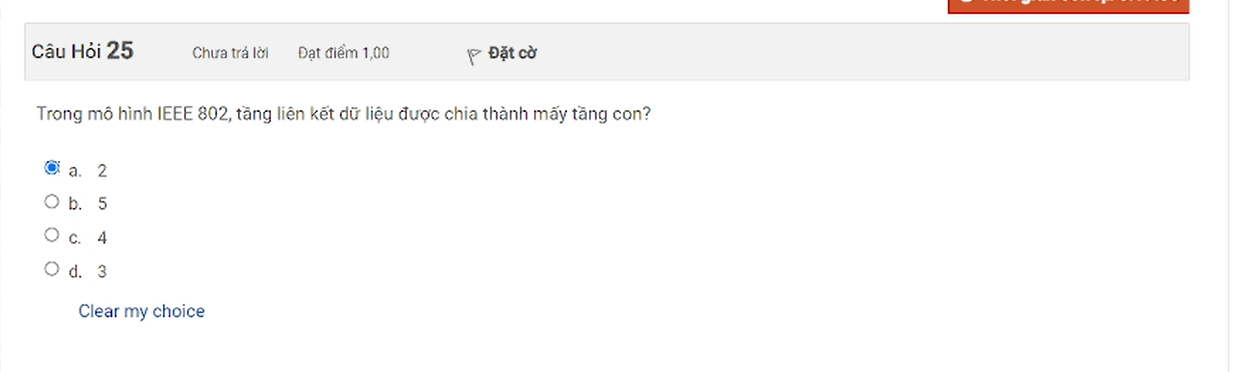 Câu Hỏi 25 Chưa trả lời Đạt điểm 1,00 Đặt cờ
Trong mô hình IEEE 802, tầng liên kết dữ liệu được chia thành mấy tầng con?
a. 2
b. 5
c. 4
d. 3
Clear my choice